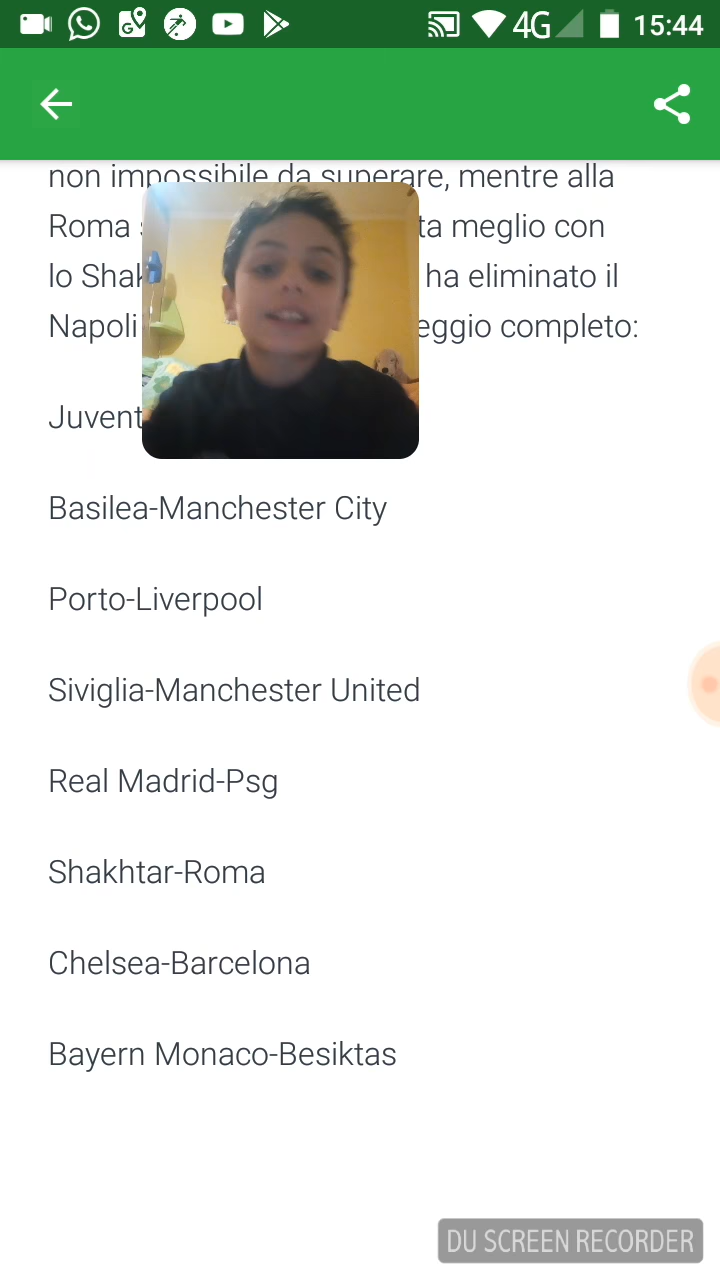 15:44
4G
non impossibile da superare, mentre alla
Roma ta meglio con
lo Shak ha eliminato il
Napoli eggio completo:
Juvent
Basilea-Manchester City
Porto-Liverpool
Siviglia-Manchester United
Real Madrid-Psg
Shakhtar-Roma
Chelsea-Barcelona
Bayern Monaco-Besiktas
DU SCREEN RECORDER